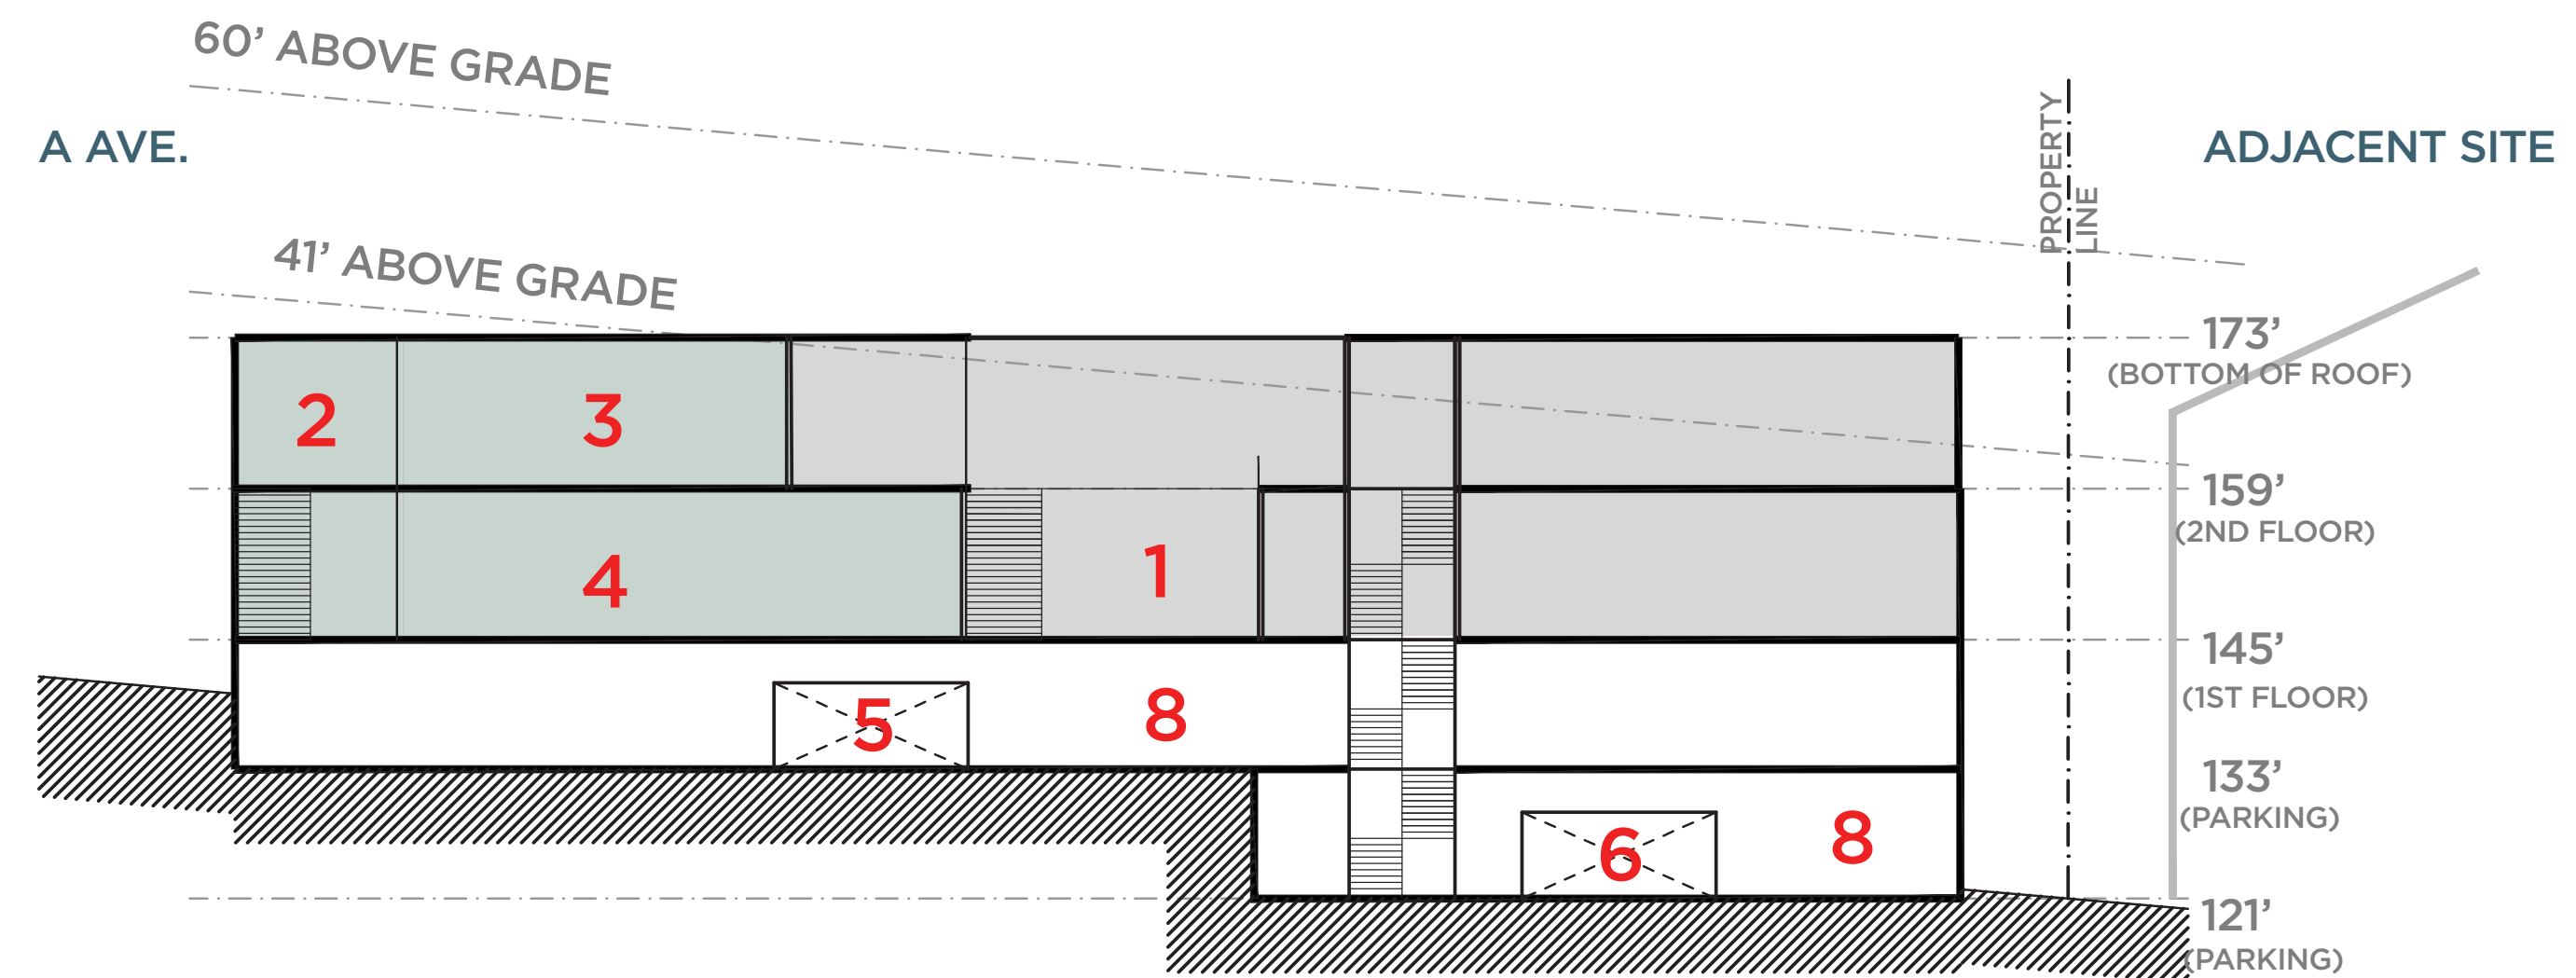 60’ ABOVE GRADE
A AVE.
PROPERTY
LINE
ADJACENT SITE
41’ ABOVE GRADE
173’
(BOTTOM OF ROOF)
2
3
159’
(2ND FLOOR)
4
1
145’
(1ST FLOOR)
5
8
133’
(PARKING)
6
8
121’
(PARKING)